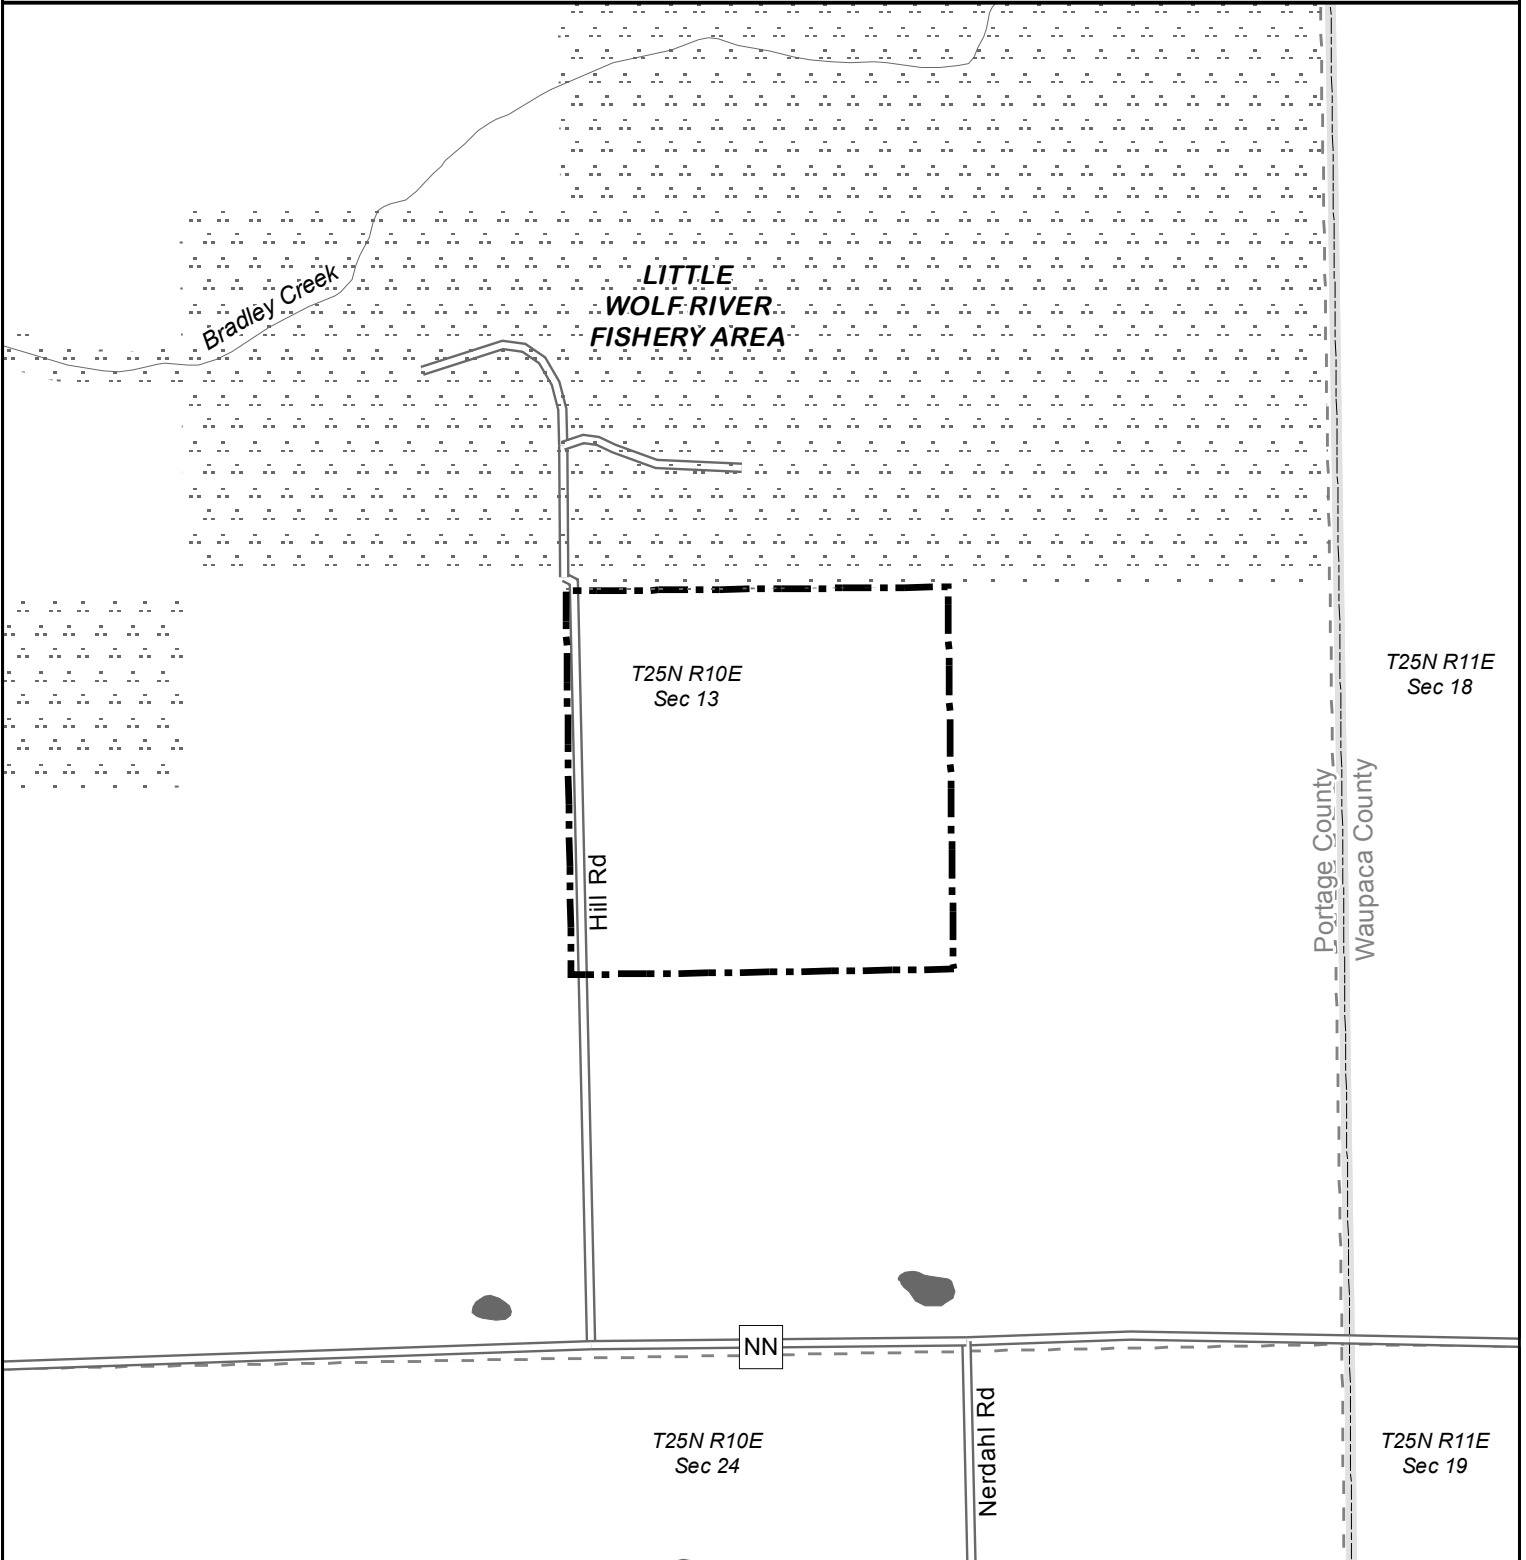 LITTLE
WOLF RIVER
FISHERY AREA
Bradley Creek
T25N R10E
Sec 13
T25N R11E
Sec 18
Hill Rd
Portage County
Waupaca County
NN
Nerdahl Rd
T25N R10E
Sec 24
T25N R11E
Sec 19